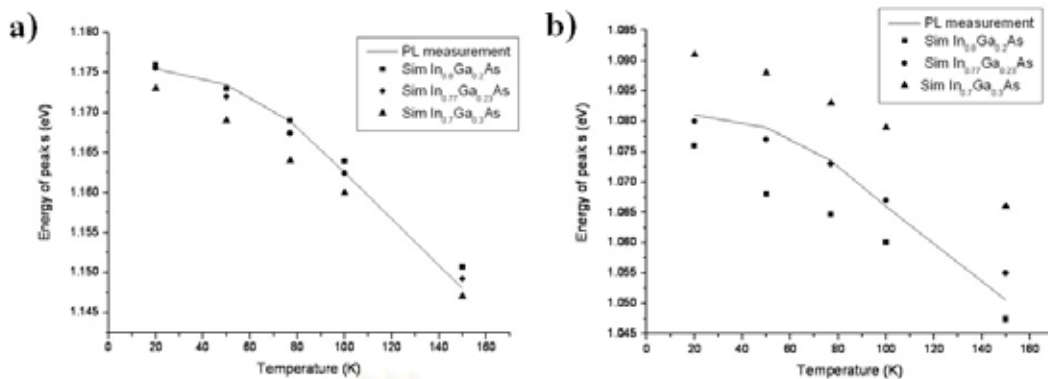 a)
1.180
1.175
1.170
1.165
1.160
1.155
1.150
1.145
Energy of peak s (eV)
PL measurement
Sim In₀.₈Ga₀.₂As
Sim In₀.₇₇Ga₀.₂₃As
Sim In₀.₇Ga₀.₃As
0 20 40 60 80 100 120 140 160
Temperature (K)
b)
1.095
1.090
1.085
1.080
1.075
1.070
1.065
1.060
1.055
1.050
1.045
Energy of peak s (eV)
PL measurement
Sim In₀.₈Ga₀.₂As
Sim In₀.₇₇Ga₀.₂₃As
Sim In₀.₇Ga₀.₃As
0 20 40 60 80 100 120 140 160
Temperature (K)